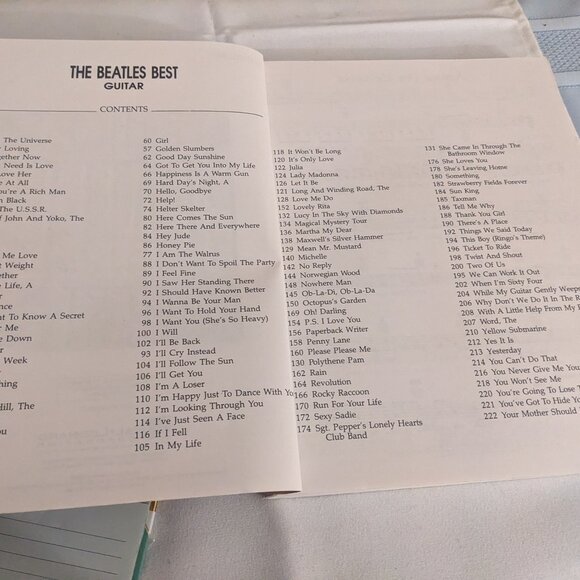 THE BEATLES BEST
GUITAR
CONTENTS
The Universe
Loving
Together Now
Need Is Love
Love Her
e At All
ou're A Rich Man
n Black
The U.S.S.R.
f John And Yoko, The
Me Love
t Weight
gether
e Life, A
r
ance
nt To Know A Secret
or Me
e Down
er
Week
thing
Hill, The
ou
60 Girl
57 Golden Slumbers
62 Good Day Sunshine
64 Got To Get You Into My Life
66 Happiness Is A Warm Gun
69 Hard Day's Night, A
70 Hello, Goodbye
72 Help!
74 Helter Skelter
80 Here Comes The Sun
82 Here There And Everywhere
84 Hey Jude
86 Honey Pie
77 I Am The Walrus
88 I Don't Want To Spoil The Party
89 I Feel Fine
90 I Saw Her Standing There
92 I Should Have Known Better
94 I Wanna Be Your Man
96 I Want To Hold Your Hand
98 I Want You (She's So Heavy)
100 I Will
102 I'll Be Back
93 I'll Cry Instead
104 I'll Follow The Sun
106 I'll Get You
108 I'm A Loser
110 I'm Happy Just To Dance With Yo
112 I'm Looking Through You
114 I've Just Seen A Face
116 If I Fell
105 In My Life
118 It Won't Be Long
120 It's Only Love
122 Julia
124 Lady Madonna
126 Let It Be
121 Long And Winding Road, The
128 Love Me Do
152 Lovely Rita
132 Lucy In The Sky With Diamonds
134 Magical Mystery Tour
136 Martha My Dear
138 Maxwell's Silver Hammer
129 Mean Mr. Mustard
140 Michelle
142 No Reply
144 Norwegian Wood
148 Nowhere Man
145 Ob-La-Di, Ob-La-Da
150 Octopus's Garden
169 Oh! Darling
154 P.S. I Love You
156 Paperback Writer
158 Penny Lane
160 Please Please Me
130 Polythene Pam
162 Rain
164 Revolution
166 Rocky Raccoon
170 Run For Your Life
172 Sexy Sadie
174 Sgt. Pepper's Lonely Hearts
Club Band
131 She Came In Through The
Bathroom Window
176 She Loves You
178 She's Leaving Home
180 Something
182 Strawberry Fields Forever
184 Sun King
185 Taxman
186 Tell Me Why
188 Thank You Girl
190 There's A Place
192 Things We Said Today
194 This Boy (Ringo's Theme)
196 Ticket To Ride
198 Twist And Shout
200 Two Of Us
195 We Can Work It Out
202 When I'm Sixty Four
204 While My Guitar Gently Weeps
206 Why Don't We Do It In The R
208 With A Little Help From My F
207 Word, The
210 Yellow Submarine
212 Yes It Is
213 Yesterday
214 You Can't Do That
216 You Never Give Me You
218 You Won't See Me
220 You're Going To Lose T
221 You've Got To Hide Yo
222 Your Mother Should